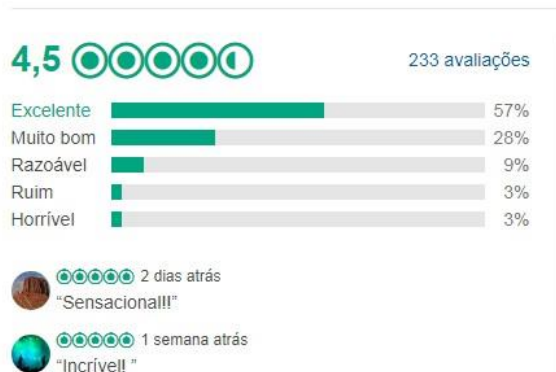 4,5 233 avaliações
Excelente 57%
Muito bom 28%
Razoável 9%
Ruim 3%
Horrível 3%
2 dias atrás
“Sensacional!!”
1 semana atrás
“Incrível! ”